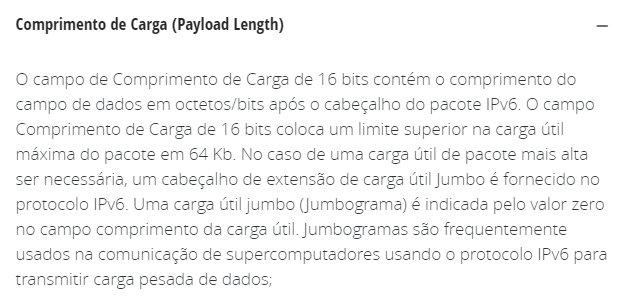 Comprimento de Carga (Payload Length) —
O campo de Comprimento de Carga de 16 bits contém o comprimento do
campo de dados em octetos/bits após o cabeçalho do pacote IPv6. O campo
Comprimento de Carga de 16 bits coloca um limite superior na carga útil
máxima do pacote em 64 Kb. No caso de uma carga útil de pacote mais alta
ser necessária, um cabeçalho de extensão de carga útil Jumbo é fornecido no
protocolo IPv6. Uma carga útil jumbo (Jumbograma) é indicada pelo valor zero
no campo comprimento da carga útil. Jumbogramas são frequentemente
usados na comunicação de supercomputadores usando o protocolo IPv6 para
transmitir carga pesada de dados;